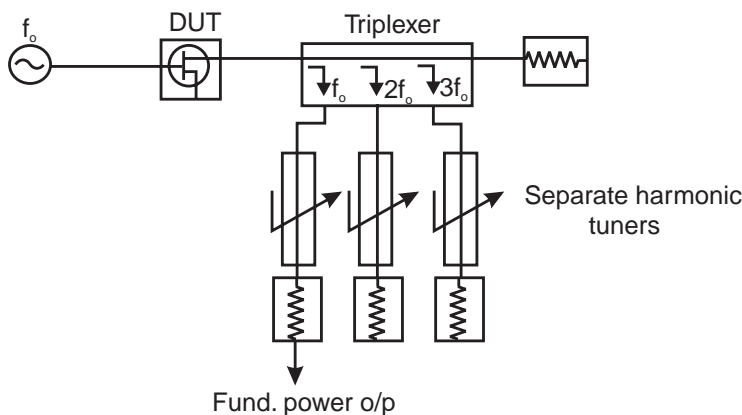 fₒ
DUT
Triplexer
fₒ
2fₒ
3fₒ
Separate harmonic
tuners
Fund. power o/p